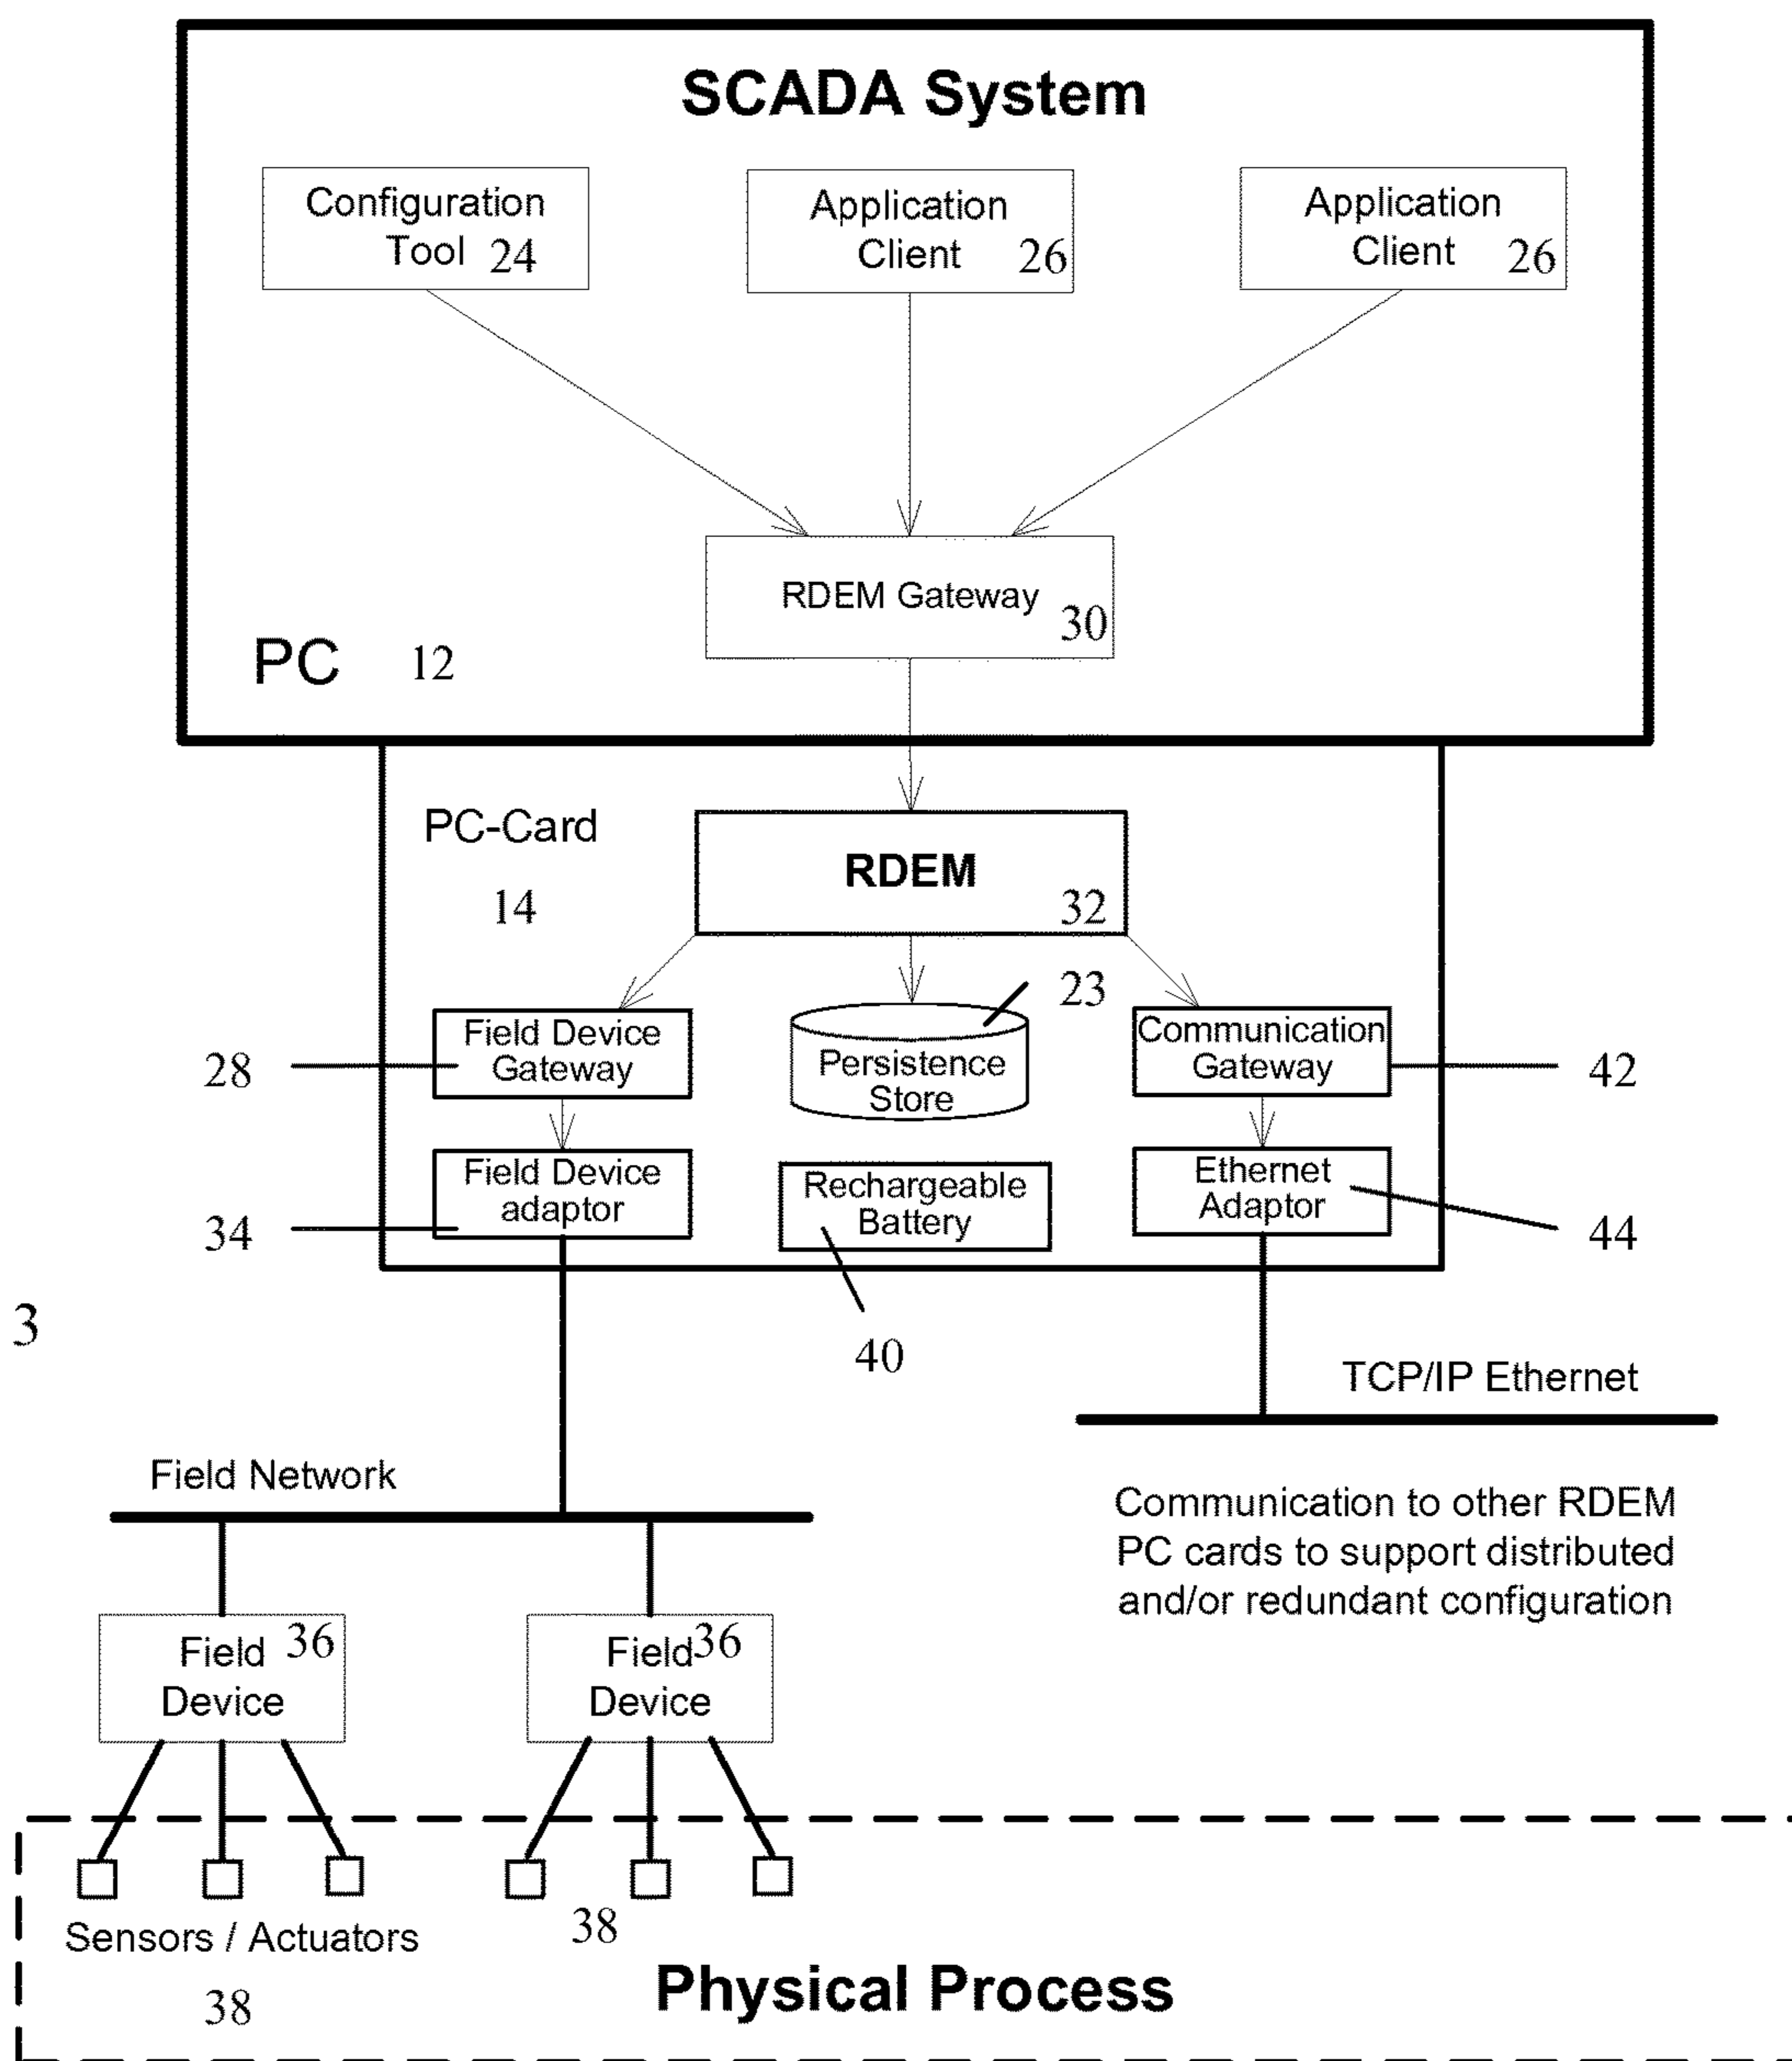 SCADA System
Configuration
Tool 24
Application
Client 26
Application
Client 26
RDEM Gateway
30
PC 12
PC-Card
14
RDEM
32
23
Field Device
Gateway
28
Persistence
Store
Communication
Gateway
42
Field Device
adaptor
34
Rechargeable
Battery
40
Ethernet
Adaptor
44
3
TCP/IP Ethernet
Field Network
Communication to other RDEM
PC cards to support distributed
and/or redundant configuration
Field 36
Device
Field 36
Device
Sensors / Actuators
38
38
Physical Process